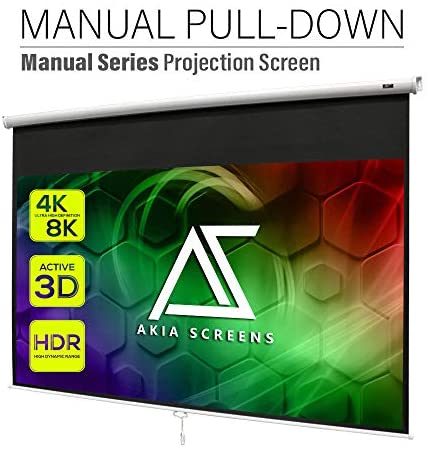 MANUAL PULL-DOWN
Manual Series Projection Screen
4K
ULTRA HIGH DEFINITION
8K
ACTIVE
3D
HDR
HIGH DYNAMIC RANGE
AKIA SCREENS